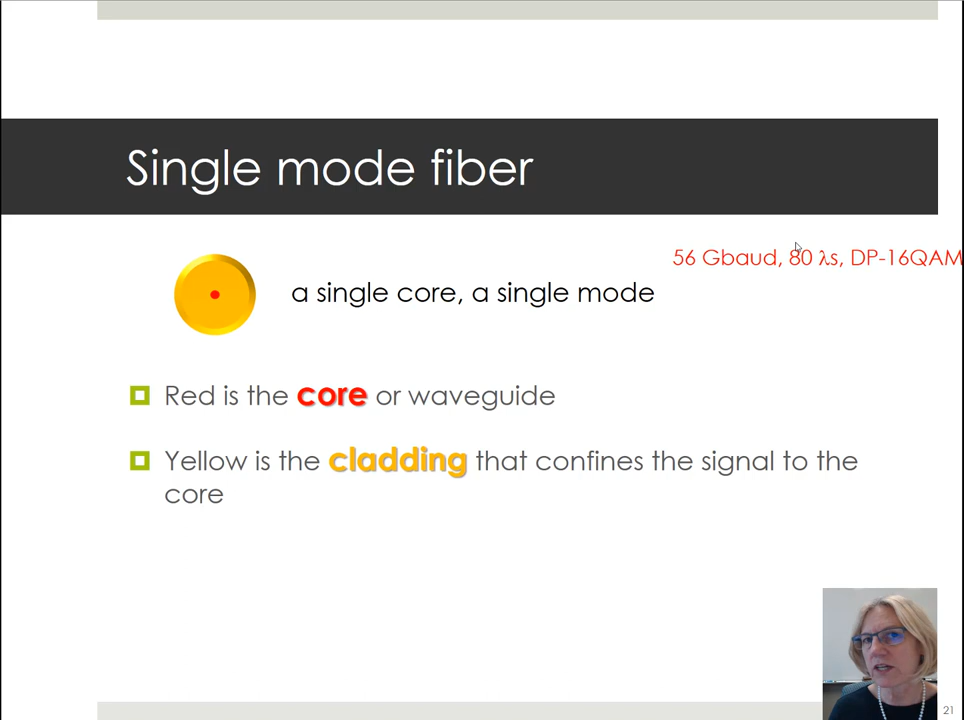 Single mode fiber
56 Gbaud, 80 λs, DP-16QAM
a single core, a single mode
Red is the core or waveguide
Yellow is the cladding that confines the signal to the
core
21